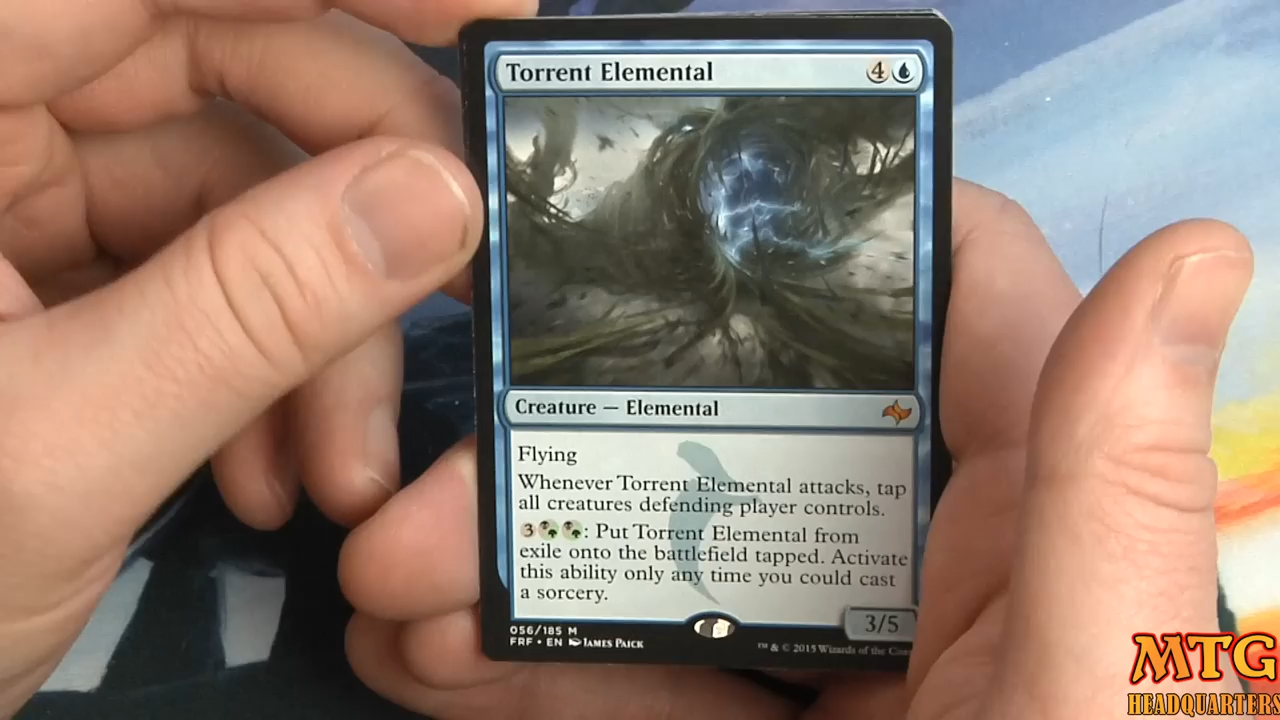 Torrent Elemental 4
Creature — Elemental
Flying
Whenever Torrent Elemental attacks, tap
all creatures defending player controls.
3 : Put Torrent Elemental from
exile onto the battlefield tapped. Activate
this ability only any time you could cast
a sorcery.
3/5
056/185 M
FRF • EN JAMES PAICK
™ & © 2015 Wizards of the
MTG
HEADQUARTERS